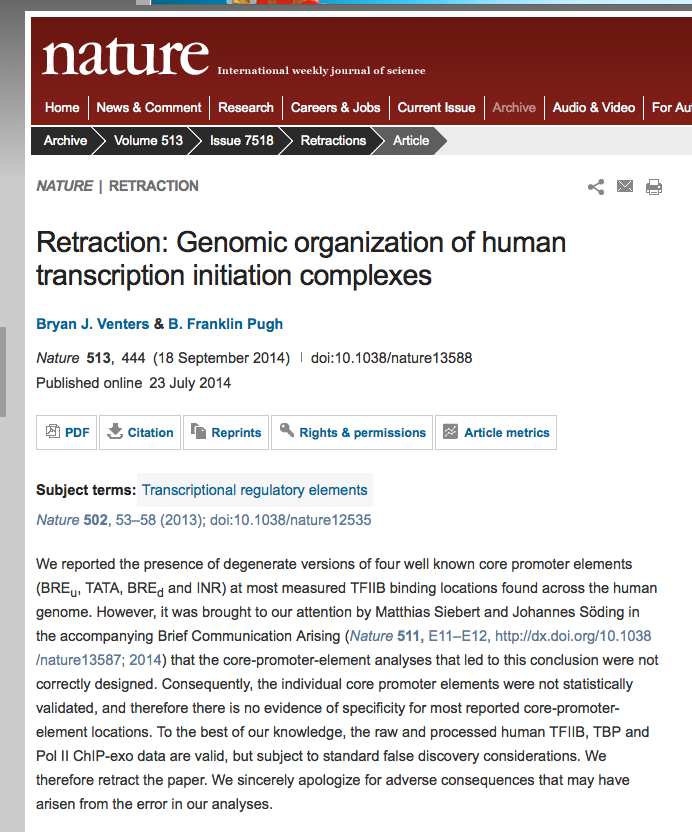 nature International weekly journal of science
Home News & Comment Research Careers & Jobs Current Issue Archive Audio & Video For Au
Archive Volume 513 Issue 7518 Retractions Article
NATURE | RETRACTION
Retraction: Genomic organization of human
transcription initiation complexes
Bryan J. Venters & B. Franklin Pugh
Nature 513, 444 (18 September 2014) | doi:10.1038/nature13588
Published online 23 July 2014
PDF Citation Reprints Rights & permissions Article metrics
Subject terms: Transcriptional regulatory elements
Nature 502, 53–58 (2013); doi:10.1038/nature12535
We reported the presence of degenerate versions of four well known core promoter elements
(BREu, TATA, BREd and INR) at most measured TFIIB binding locations found across the human
genome. However, it was brought to our attention by Matthias Siebert and Johannes Söding in
the accompanying Brief Communication Arising (Nature 511, E11–E12, http://dx.doi.org/10.1038
/nature13587; 2014) that the core-promoter-element analyses that led to this conclusion were not
correctly designed. Consequently, the individual core promoter elements were not statistically
validated, and therefore there is no evidence of specificity for most reported core-promoter-
element locations. To the best of our knowledge, the raw and processed human TFIIB, TBP and
Pol II ChIP-exo data are valid, but subject to standard false discovery considerations. We
therefore retract the paper. We sincerely apologize for adverse consequences that may have
arisen from the error in our analyses.